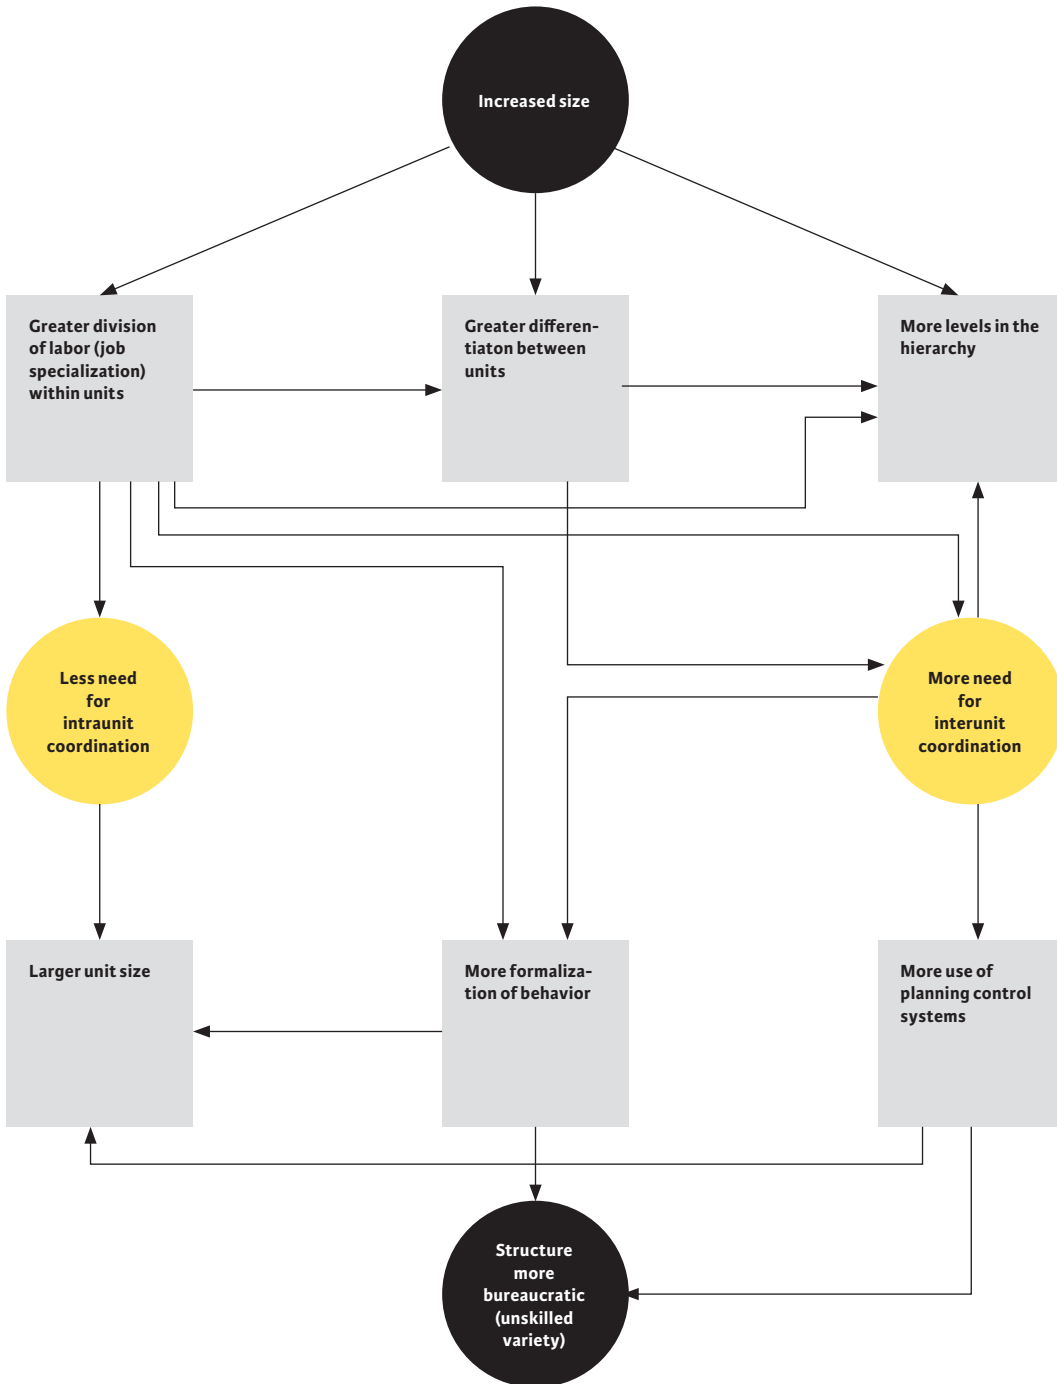 Increased size
Greater division
of labor (job
specialization)
within units
Greater differen-
tiaton between
units
More levels in the
hierarchy
Less need
for
intraunit
coordination
More need
for
interunit
coordination
Larger unit size
More formaliza-
tion of behavior
More use of
planning control
systems
Structure
more
bureaucratic
(unskilled
variety)